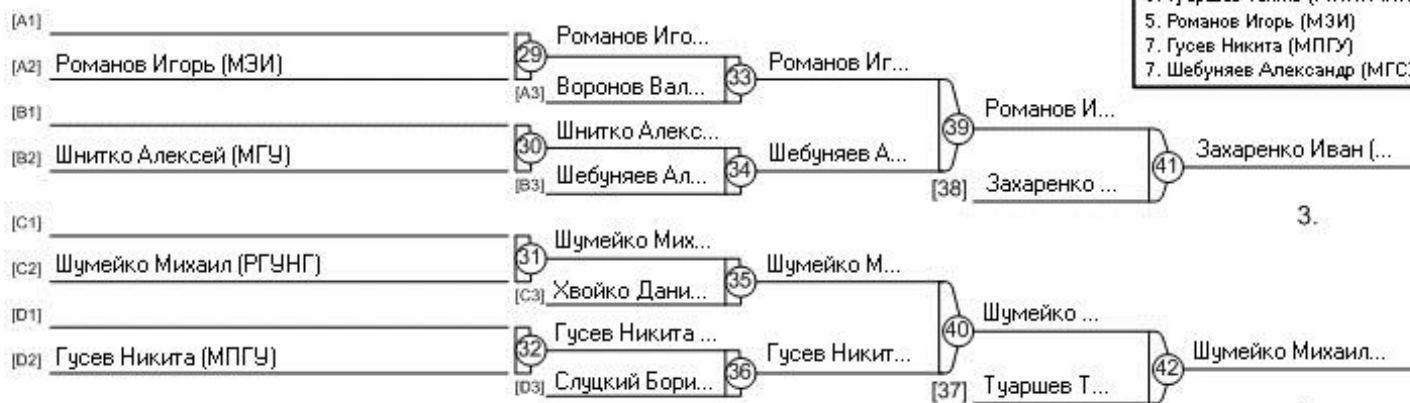 5. Романов Игорь (МЭИ)
7. Гусев Никита (МПГУ)
7. Шебуняев Александр
[A1]
Романов Иго...
[A2] Романов Игорь (МЭИ)
29
Романов Иг...
[A3] Воронов Вал...
33
[B1]
Романов И...
Шнитко Алекс...
39
[B2] Шнитко Алексей (МГУ)
30
Шебуняев А...
Захаренко Иван (...
[B3] Шебуняев Ал...
34
41
[38] Захаренко ...
3.
[C1]
Шумейко Мих...
[C2] Шумейко Михаил (РГУНГ)
31
Шумейко М...
[C3] Хвойко Дани...
35
[D1]
Шумейко ...
Гусев Никита ...
40
[D2] Гусев Никита (МПГУ)
32
Гусев Никит...
Шумейко Михаил...
[D3] Слуцкий Бори...
36
42
[37] Туаршев Т...